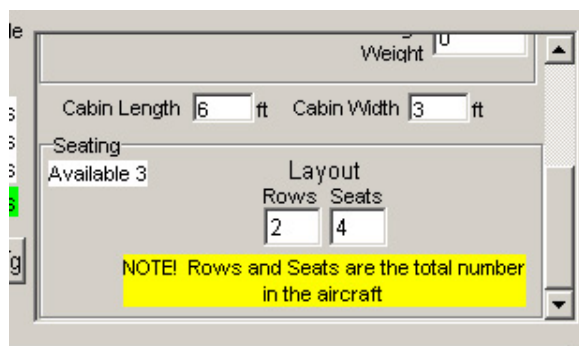 le
Weight 0
Cabin Length 6 ft Cabin Width 3 ft
Seating
Available 3
Layout
Rows Seats
2 4
NOTE! Rows and Seats are the total number
in the aircraft